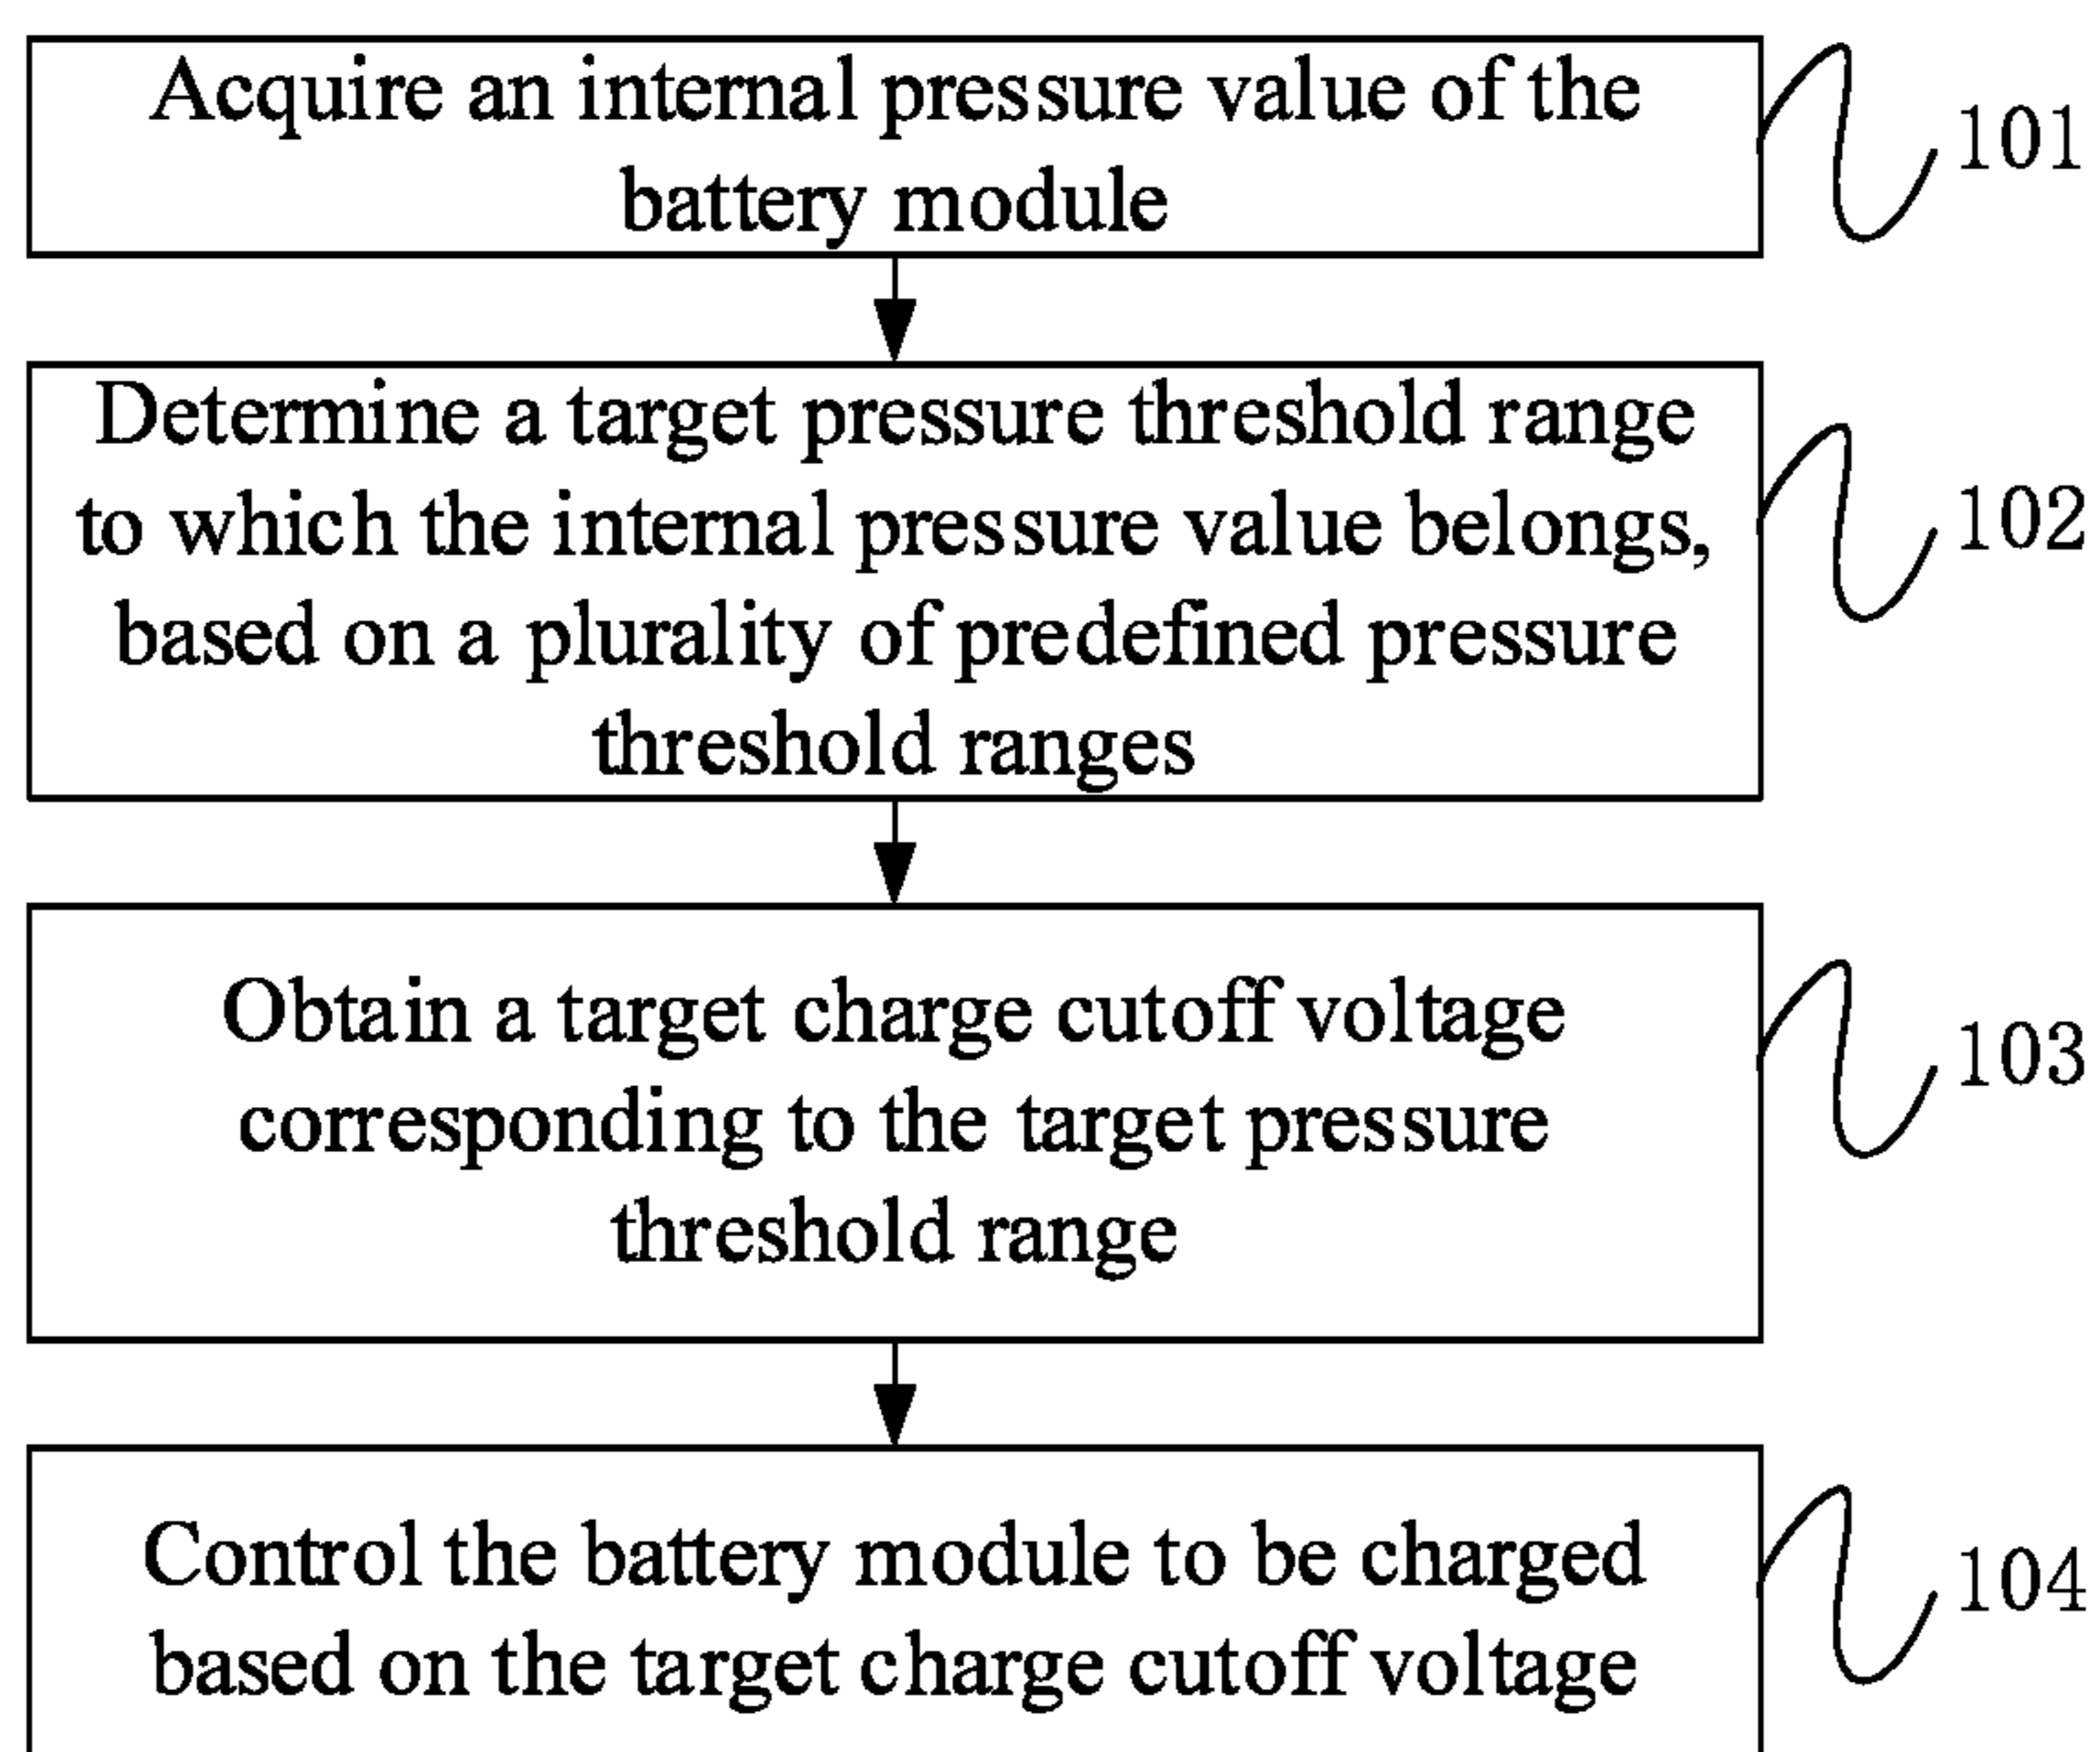 Acquire an internal pressure value of the
battery module
101
Determine a target pressure threshold range
to which the internal pressure value belongs,
based on a plurality of predefined pressure
threshold ranges
102
Obtain a target charge cutoff voltage
corresponding to the target pressure
threshold range
103
Control the battery module to be charged
based on the target charge cutoff voltage
104